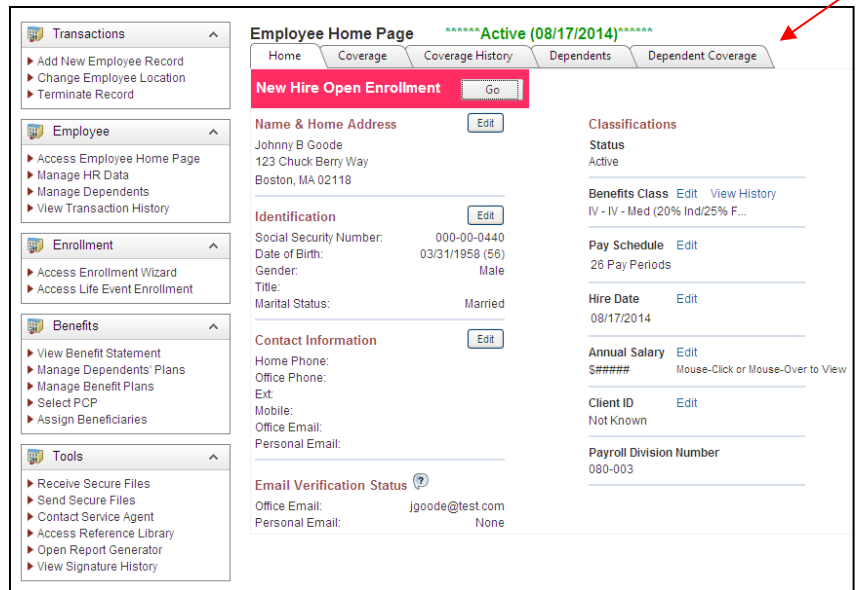 Transactions
Add New Employee Record
Change Employee Location
Terminate Record
Employee
Access Employee Home Page
Manage HR Data
Manage Dependents
View Transaction History
Enrollment
Access Enrollment Wizard
Access Life Event Enrollment
Benefits
View Benefit Statement
Manage Dependents' Plans
Manage Benefit Plans
Select PCP
Assign Beneficiaries
Tools
Receive Secure Files
Send Secure Files
Contact Service Agent
Access Reference Library
Open Report Generator
View Signature History
Employee Home Page ******Active (08/17/2014)******
Home Coverage Coverage History Dependents Dependent Coverage
New Hire Open Enrollment Go
Name & Home Address Edit
Johnny B Goode
123 Chuck Berry Way
Boston, MA 02118
Identification Edit
Social Security Number: 000-00-0440
Date of Birth: 03/31/1958 (56)
Gender: Male
Title:
Marital Status: Married
Contact Information Edit
Home Phone:
Office Phone:
Ext:
Mobile:
Office Email:
Personal Email:
Email Verification Status ?
Office Email: jgoode@test.com
Personal Email: None
Classifications
Status
Active
Benefits Class Edit View History
IV - IV - Med (20% Ind/25% F...
Pay Schedule Edit
26 Pay Periods
Hire Date Edit
08/17/2014
Annual Salary Edit
$##### Mouse-Click or Mouse-Over to View
Client ID Edit
Not Known
Payroll Division Number
080-003